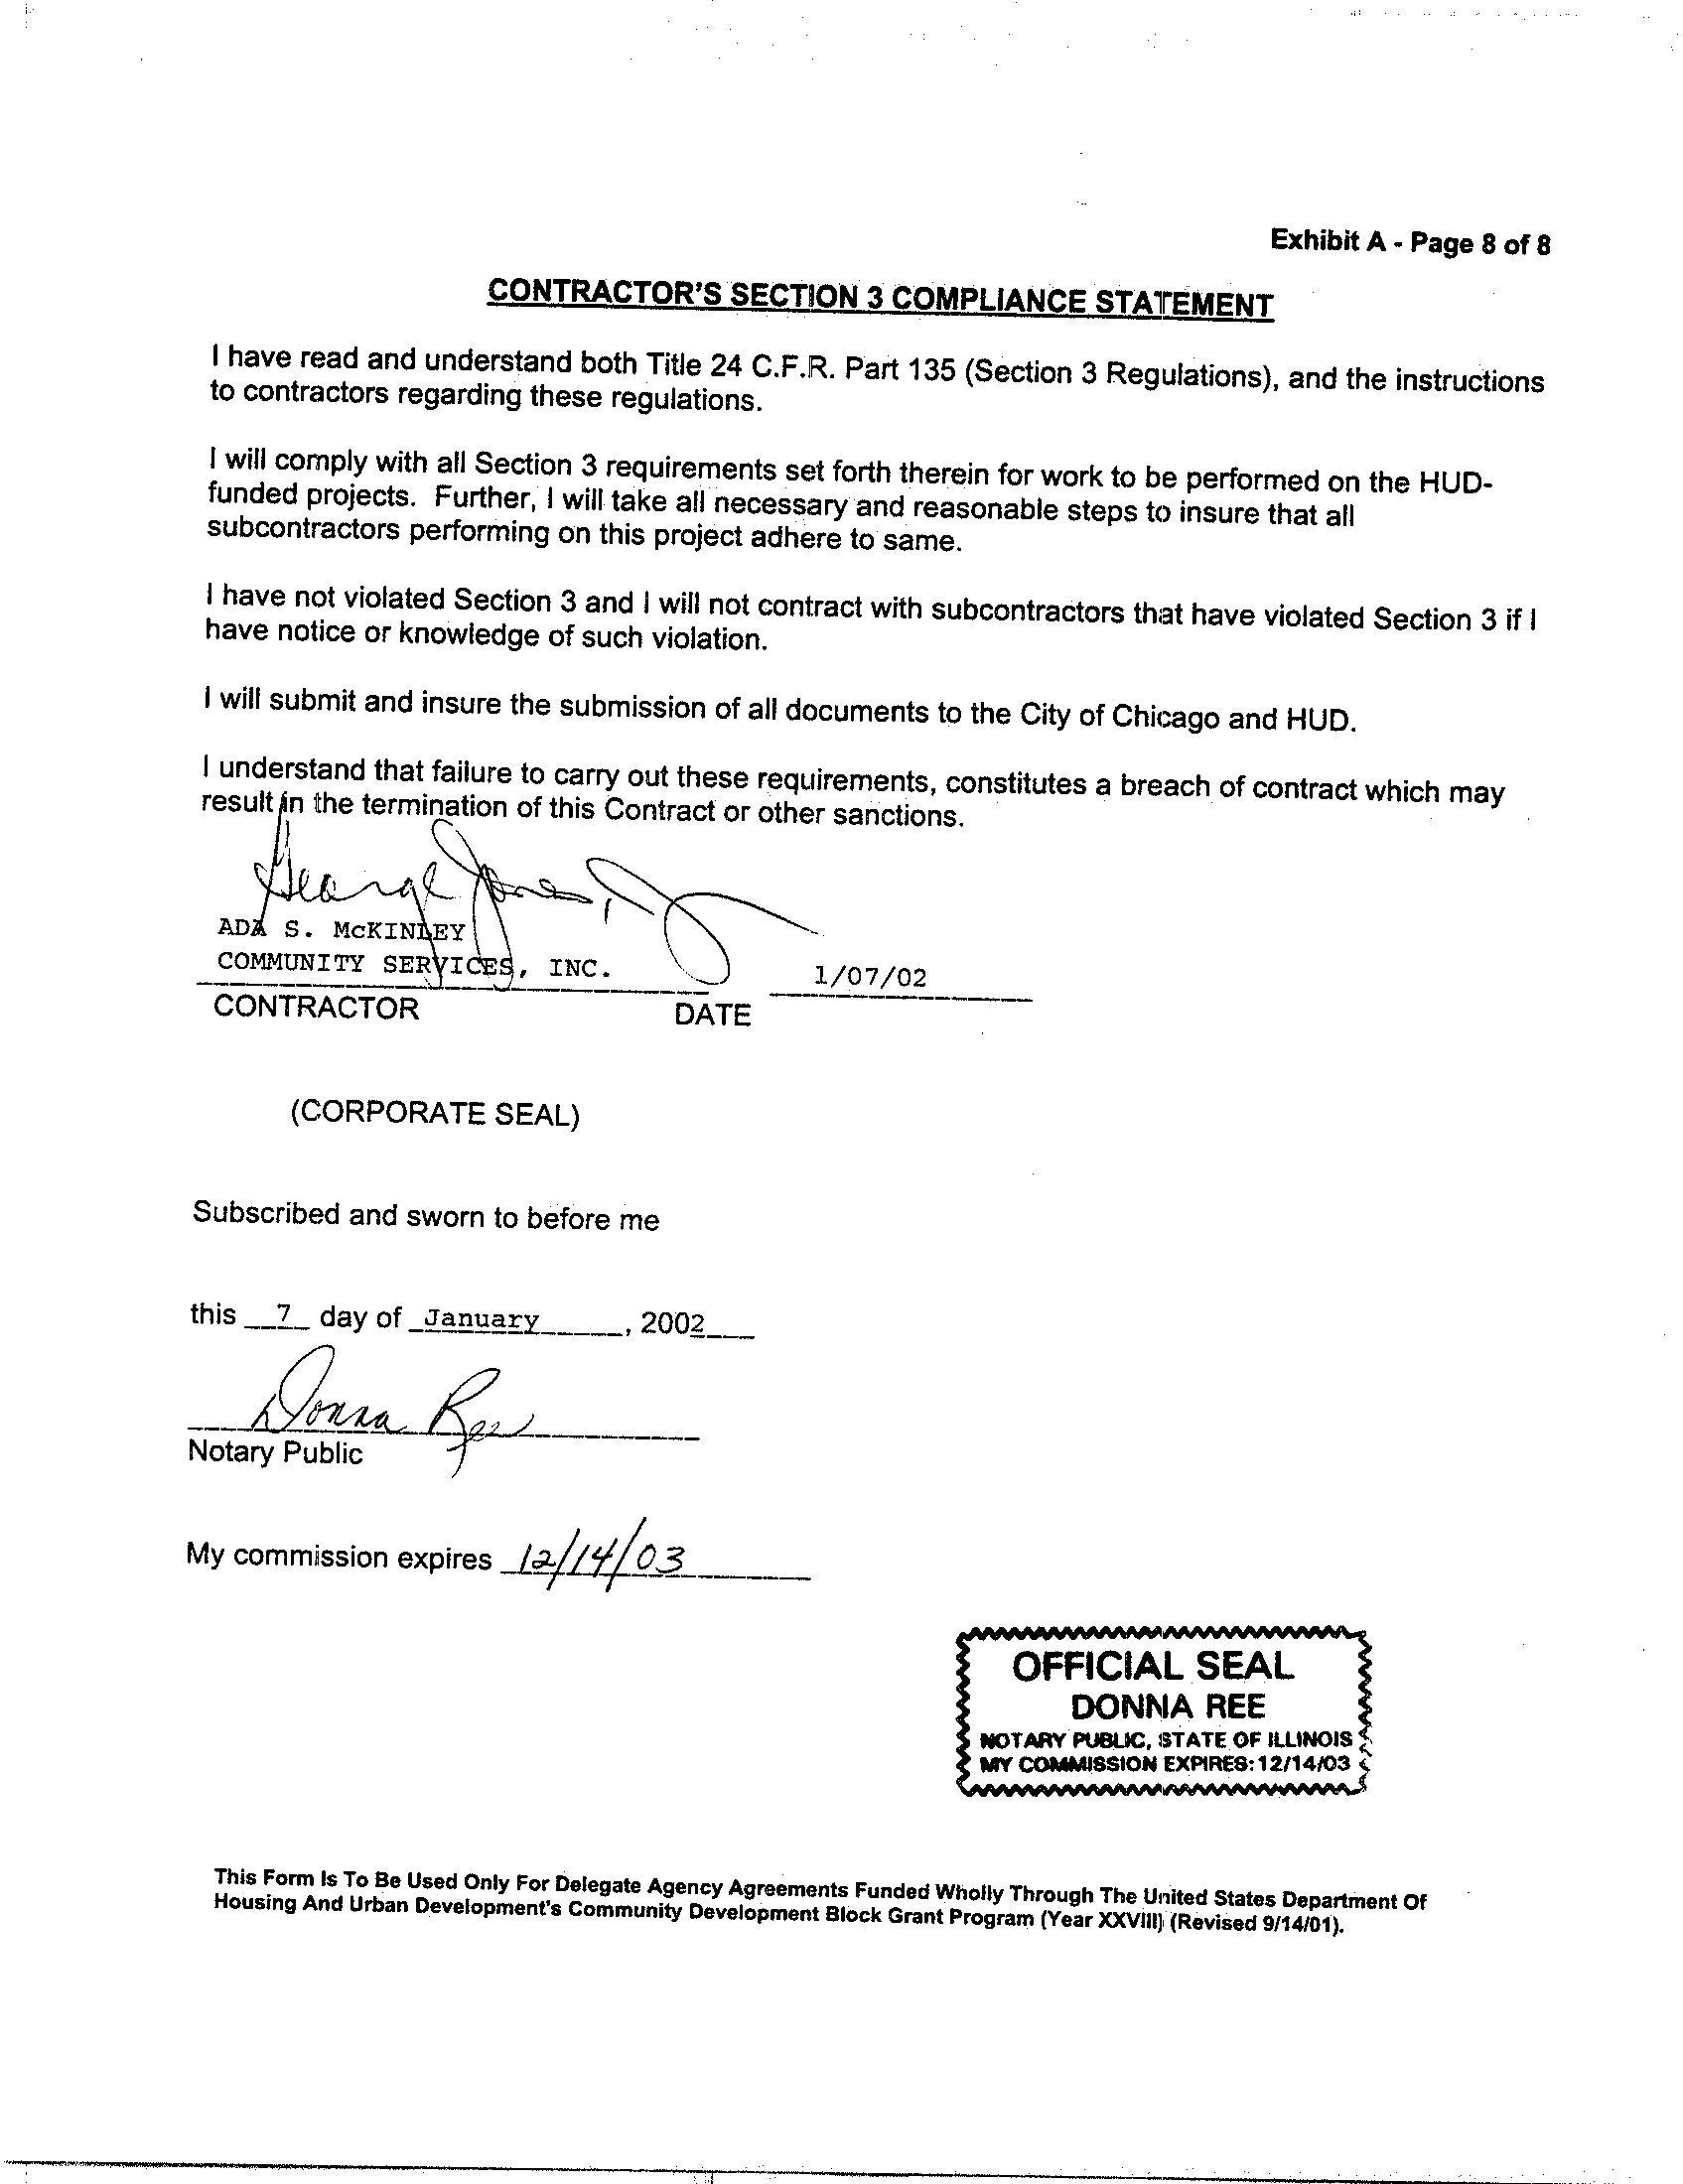 Exhibit A - Page 8 of 8
CONTRACTOR'S SECTION 3 COMPLIANCE STATEMENT
I have read and understand both Title 24 C.F.R. Part 135 (Section 3 Regulations), and the instructions
to contractors regarding these regulations.
I will comply with all Section 3 requirements set forth therein for work to be performed on the HUD-
funded projects. Further, I will take all necessary and reasonable steps to insure that all
subcontractors performing on this project adhere to same.
I have not violated Section 3 and I will not contract with subcontractors that have violated Section 3 if I
have notice or knowledge of such violation.
I will submit and insure the submission of all documents to the City of Chicago and HUD.
I understand that failure to carry out these requirements, constitutes a breach of contract which may
result in the termination of this Contract or other sanctions.
George Jones, Jr
ADA S. McKINLEY
COMMUNITY SERVICES, INC. 1/07/02
CONTRACTOR DATE
(CORPORATE SEAL)
Subscribed and sworn to before me
this 7 day of January, 2002
Donna Ree
Notary Public
My commission expires 12/14/03
OFFICIAL SEAL
DONNA REE
NOTARY PUBLIC, STATE OF ILLINOIS
MY COMMISSION EXPIRES:12/14/03
This Form Is To Be Used Only For Delegate Agency Agreements Funded Wholly Through The United States Department Of
Housing And Urban Development's Community Development Block Grant Program (Year XXVIII) (Revised 9/14/01).